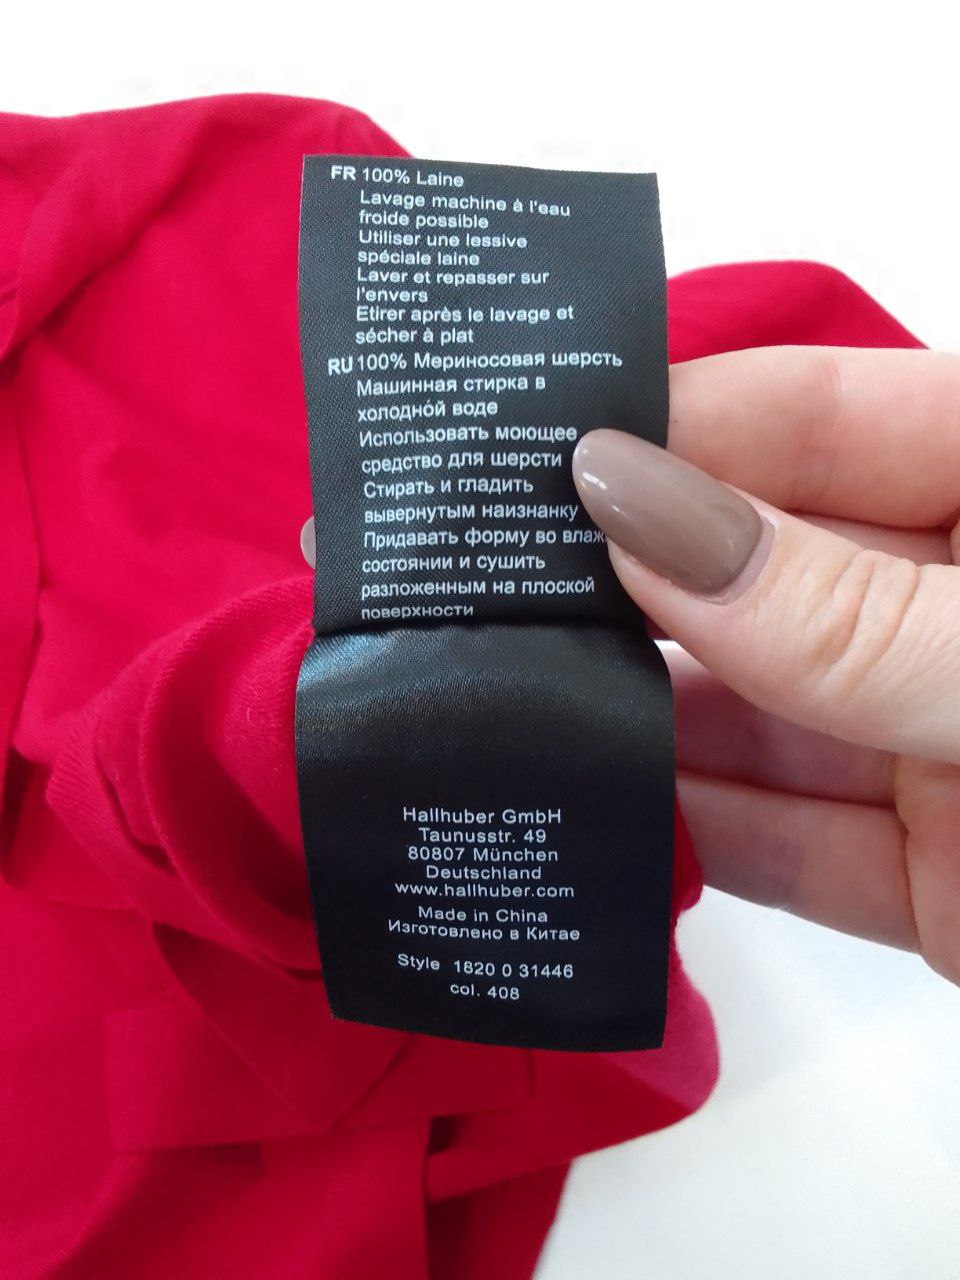 FR 100% Laine
Lavage machine à l'eau
froide possible
Utiliser une lessive
spéciale laine
Laver et repasser sur
l'envers
Etirer après le lavage et
sécher à plat
RU 100% Мериносовая шерсть
Машинная стирка в
холодно́й воде
Использовать моющее
средство для шерсти
Стирать и гладить
вывернутым наизнанку
Придавать форму во
состоянии и сушить
разложенным на плоской
поверхности
Hallhuber GmbH
Taunusstr. 49
80807 München
Deutschland
www.hallhuber.com
Made in China
Изготовлено в Китае
Style 1820 0 31446
col. 408